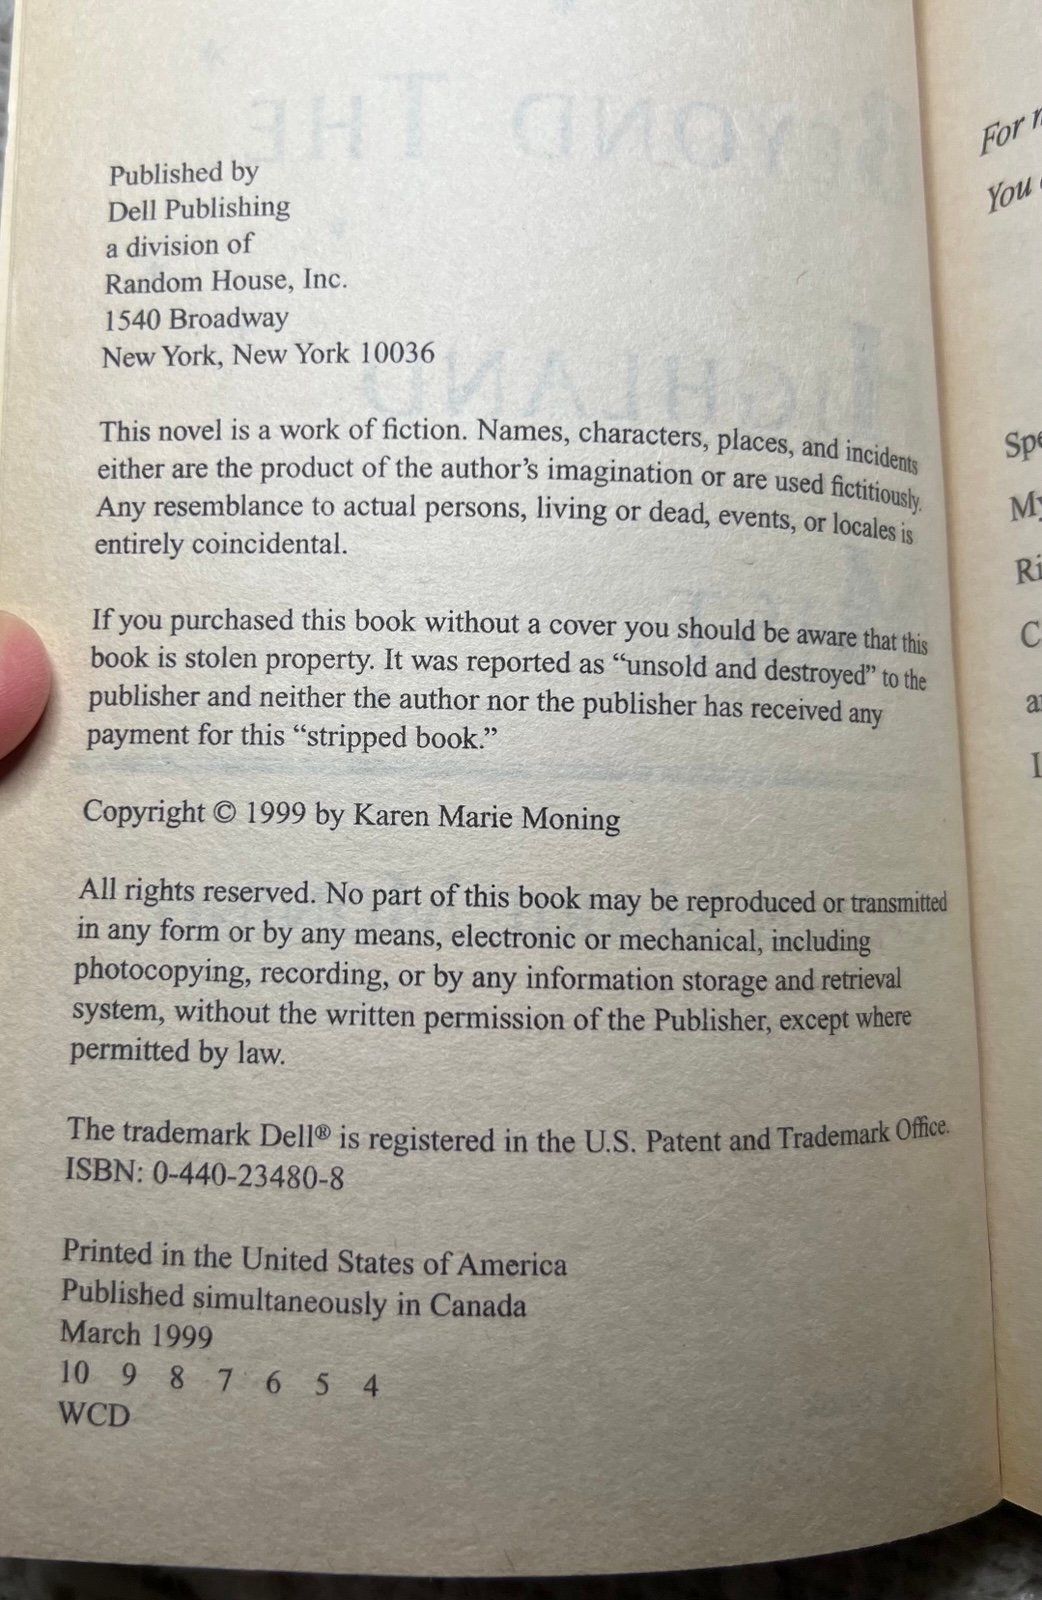 Published by
Dell Publishing
a division of
Random House, Inc.
1540 Broadway
New York, New York 10036
This novel is a work of fiction. Names, characters, places, and incidents
either are the product of the author's imagination or are used fictitiously.
Any resemblance to actual persons, living or dead, events, or locales is
entirely coincidental.
If you purchased this book without a cover you should be aware that this
book is stolen property. It was reported as “unsold and destroyed” to the
publisher and neither the author nor the publisher has received any
payment for this “stripped book.”
Copyright © 1999 by Karen Marie Moning
All rights reserved. No part of this book may be reproduced or transmitted
in any form or by any means, electronic or mechanical, including
photocopying, recording, or by any information storage and retrieval
system, without the written permission of the Publisher, except where
permitted by law.
The trademark Dell® is registered in the U.S. Patent and Trademark Office.
ISBN: 0-440-23480-8
Printed in the United States of America
Published simultaneously in Canada
March 1999
10 9 8 7 6 5 4
WCD
For
You